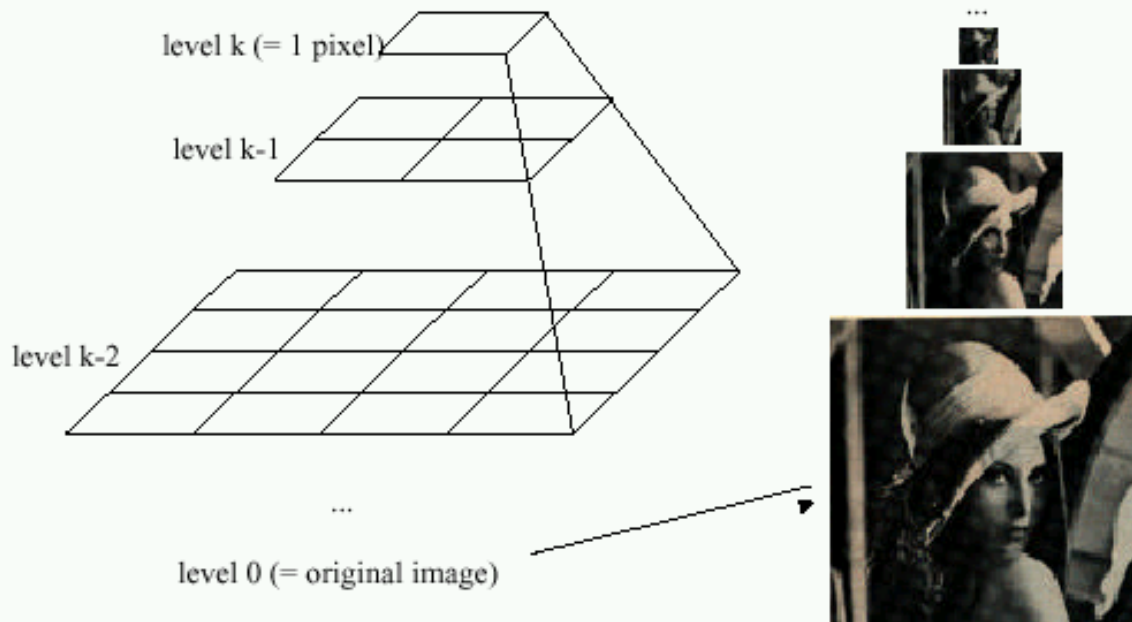 ...
level k (= 1 pixel)
level k-1
level k-2
...
level 0 (= original image)